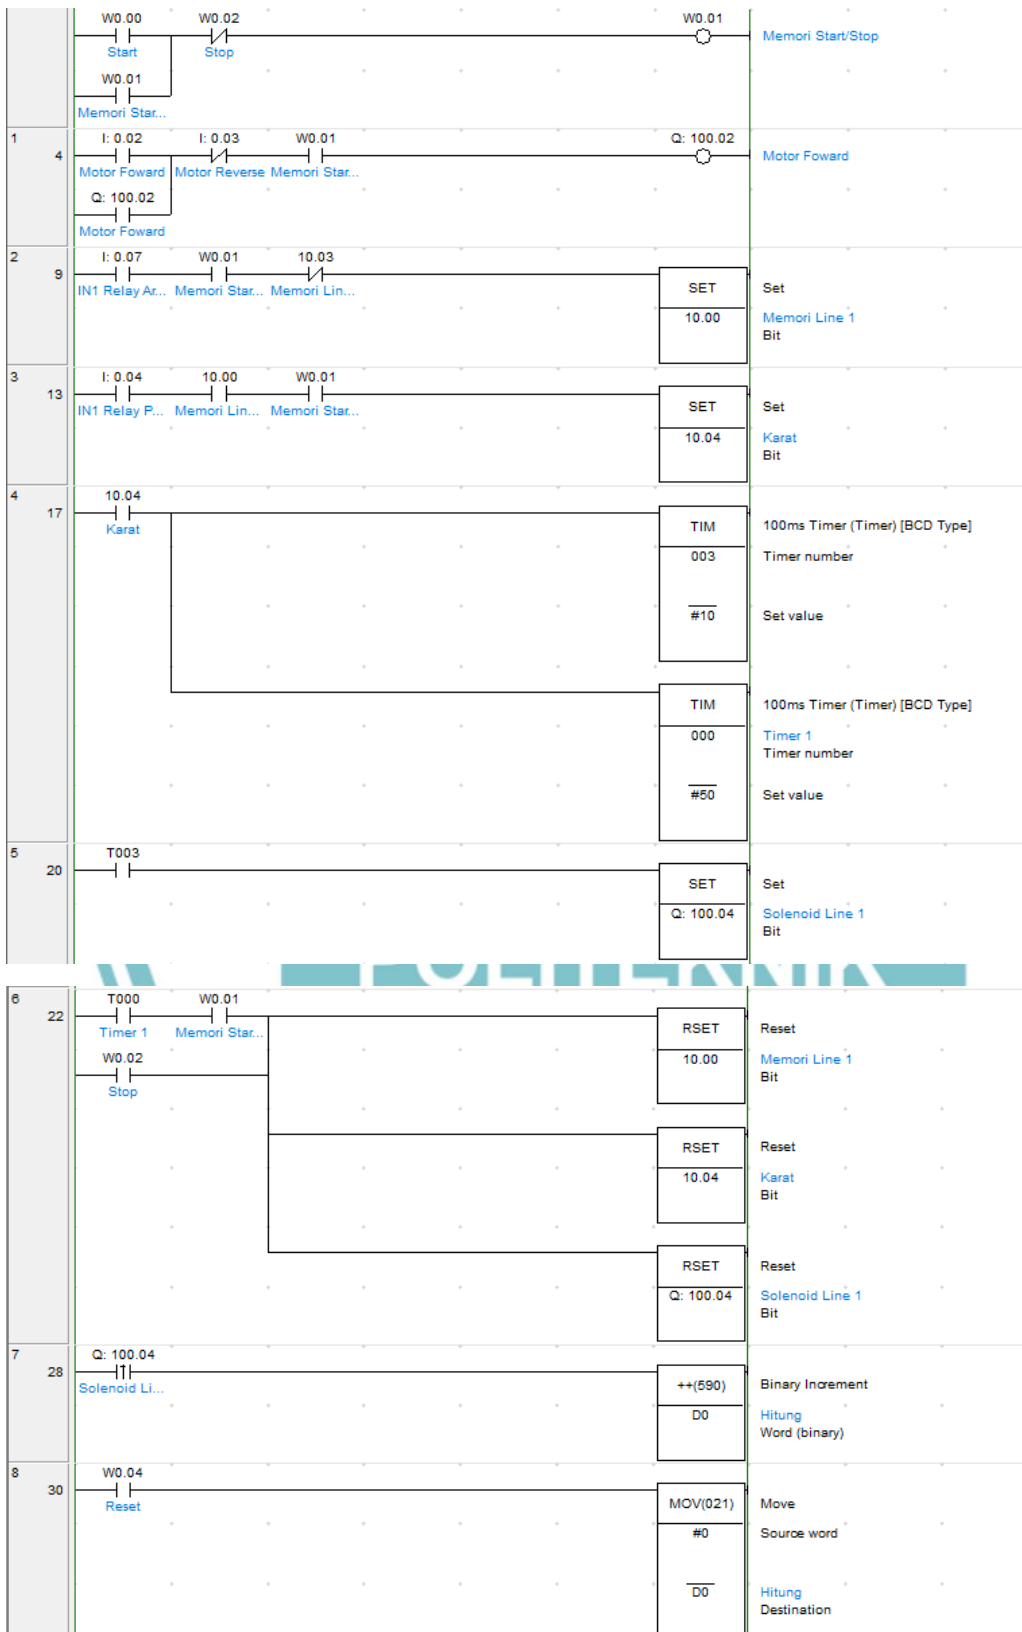 W0.00 W0.02 W0.01
Start Stop Memori Start/Stop
W0.01
Memori Star...
1 4 I: 0.02 I: 0.03 W0.01 Q: 100.02
Motor Foward Motor Reverse Memori Star... Motor Foward
Q: 100.02
Motor Foward
2 9 I: 0.07 W0.01 10.03
IN1 Relay Ar... Memori Star... Memori Lin...
SET Set
10.00 Memori Line 1
Bit
3 13 I: 0.04 10.00 W0.01
IN1 Relay P... Memori Lin... Memori Star...
SET Set
10.04 Karat
Bit
4 17 10.04
Karat
TIM 100ms Timer (Timer) [BCD Type]
003 Timer number
#10 Set value
TIM 100ms Timer (Timer) [BCD Type]
000 Timer 1
Timer number
#50 Set value
5 20 T003
SET Set
Q: 100.04 Solenoid Line 1
Bit
6 22 T000 W0.01
Timer 1 Memori Star...
RSET Reset
W0.02
Stop
10.00 Memori Line 1
Bit
RSET Reset
10.04 Karat
Bit
RSET Reset
Q: 100.04 Solenoid Line 1
Bit
7 28 Q: 100.04
Solenoid Li...
++(590) Binary Increment
D0 Hitung
Word (binary)
8 30 W0.04
Reset
MOV(021) Move
#0 Source word
D0 Hitung
Destination